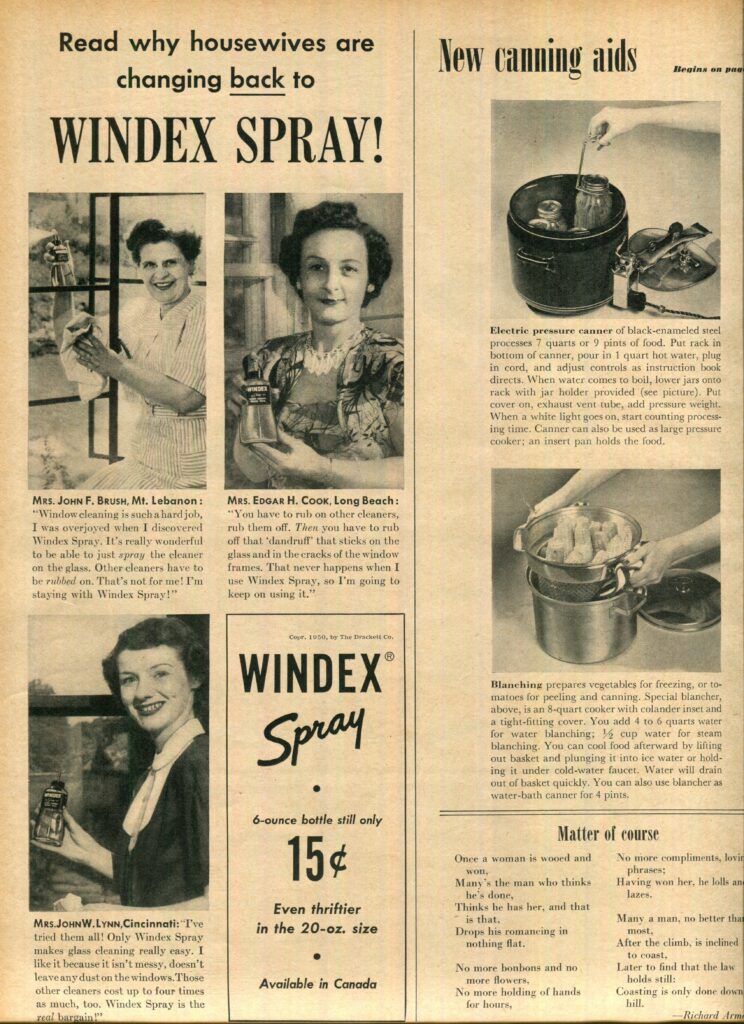 Read why housewives are
changing back to
WINDEX SPRAY!
MRS. JOHN F. BRUSH, Mt. Lebanon:
"Window cleaning is such a hard job,
I was overjoyed when I discovered
Windex Spray. It's really wonderful
to be able to just spray the cleaner
on the glass. Other cleaners have to
be rubbed on. That's not for me! I'm
staying with Windex Spray!"
WINDEX
MRS. EDGAR H. COOK, Long Beach:
"You have to rub on other cleaners,
rub them off. Then you have to rub
off that 'dandruff' that sticks on the
glass and in the cracks of the window
frames. That never happens when I
use Windex Spray, so I'm going to
keep on using it."
WINDEX
MRS. JOHN W. LYNN, Cincinnati: "I've
tried them all! Only Windex Spray
makes glass cleaning really easy. I
like it because it isn't messy, doesn't
leave any dust on the windows. Those
other cleaners cost up to four times
as much, too. Windex Spray is the
real bargain!"
Copr. 1950, by The Drackett Co.
WINDEX®
Spray
•
6-ounce bottle still only
15¢
Even thriftier
in the 20-oz. size
•
Available in Canada
New canning aids
Begins on pag
Electric pressure canner of black-enameled steel
processes 7 quarts or 9 pints of food. Put rack in
bottom of canner, pour in 1 quart hot water, plug
in cord, and adjust controls as instruction book
directs. When water comes to boil, lower jars onto
rack with jar holder provided (see picture). Put
cover on, exhaust vent tube, add pressure weight.
When a white light goes on, start counting process-
ing time. Canner can also be used as large pressure
cooker; an insert pan holds the food.
Blanching prepares vegetables for freezing, or to-
matoes for peeling and canning. Special blancher,
above, is an 8-quart cooker with colander inset and
a tight-fitting cover. You add 4 to 6 quarts water
for water blanching; ½ cup water for steam
blanching. You can cool food afterward by lifting
out basket and plunging it into ice water or hold-
ing it under cold-water faucet. Water will drain
out of basket quickly. You can also use blancher as
water-bath canner for 4 pints.
Matter of course
Once a woman is wooed and
won,
Many's the man who thinks
he's done,
Thinks he has her, and that
is that,
Drops his romancing in
nothing flat.
No more bonbons and no
more flowers,
No more holding of hands
for hours,
No more compliments, lovin
phrases;
Having won her, he lolls an
lazes.
Many a man, no better tha
most,
After the climb, is inclined
to coast,
Later to find that the law
holds still:
Coasting is only done down
hill.
—Richard Arm